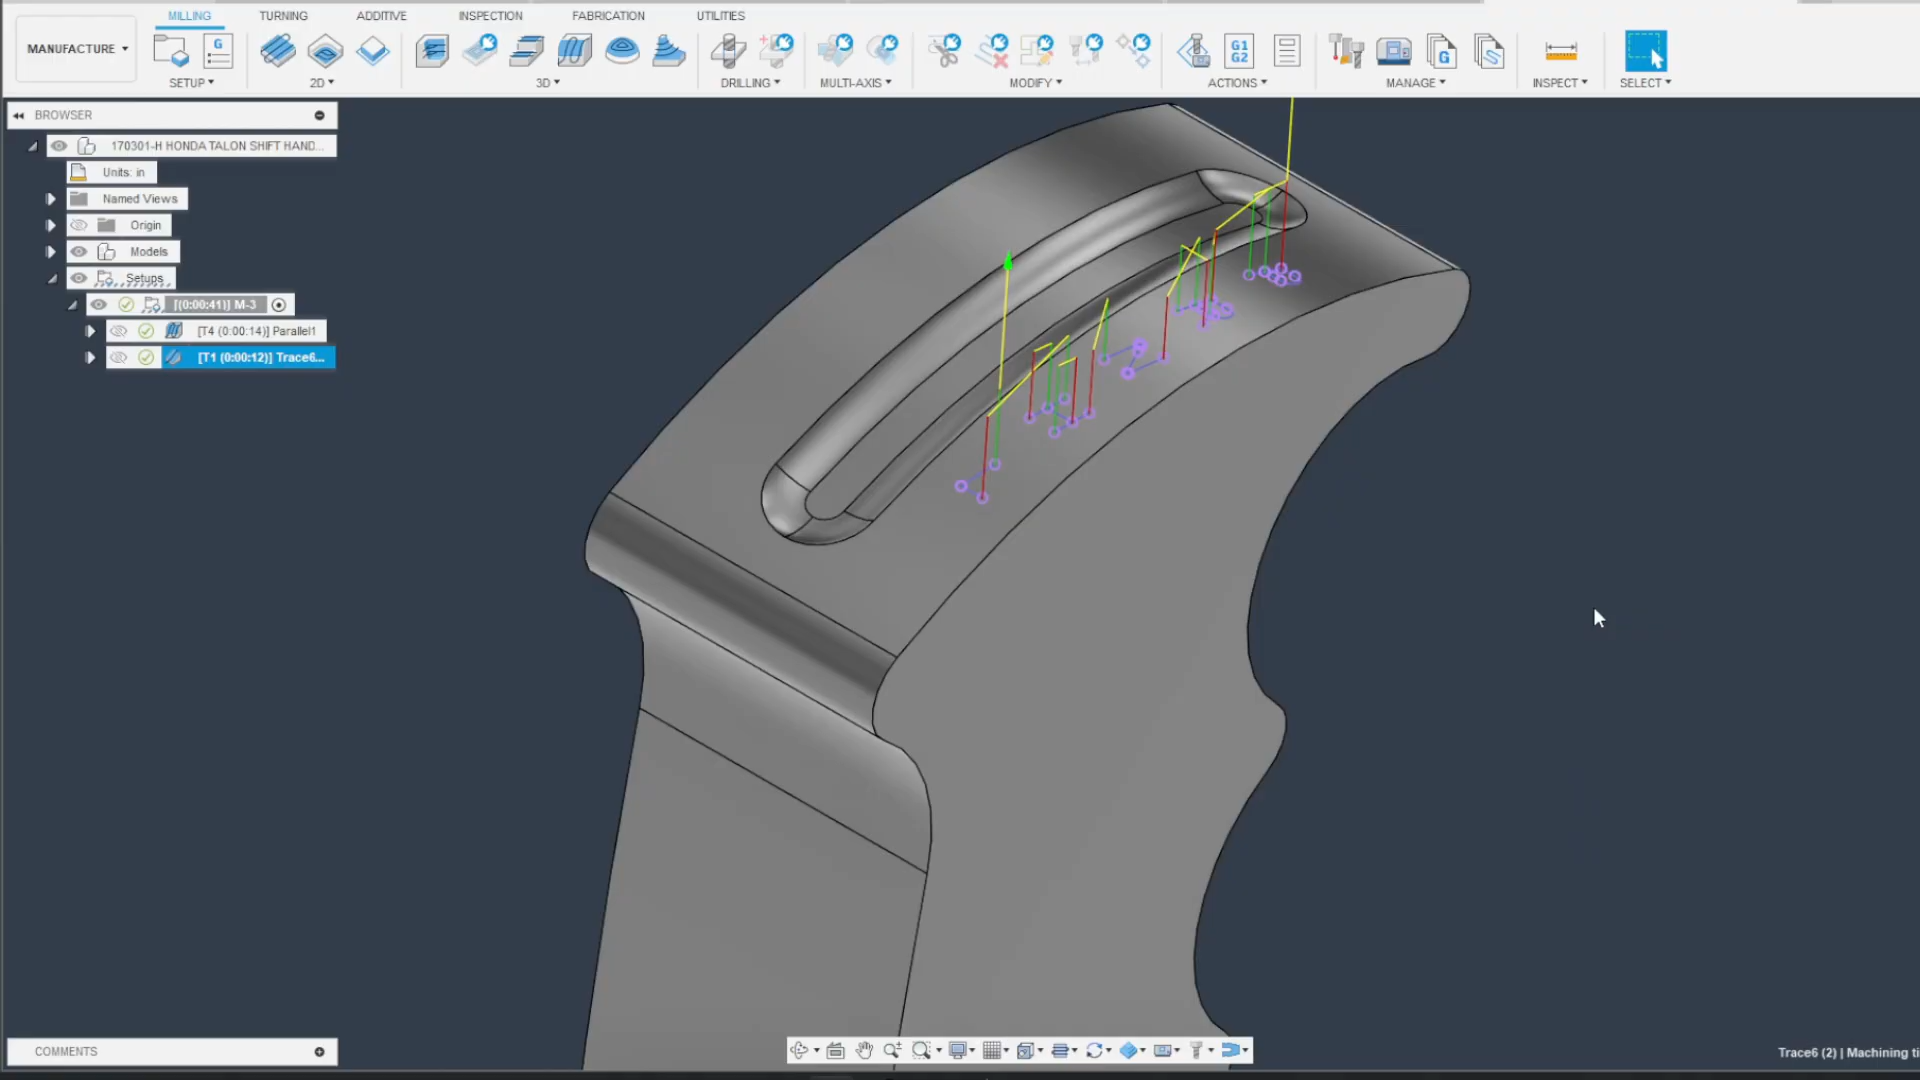 MILLING TURNING ADDITIVE INSPECTION FABRICATION UTILITIES
MANUFACTURE
G
G1
G2
G
SETUP 2D 3D DRILLING MULTI-AXIS MODIFY ACTIONS MANAGE INSPECT SELECT
BROWSER
170301-H HONDA TALON SHIFT HAND...
Units: in
Named Views
Origin
Models
Setups
[(0:00:41)] M-3
[T4 (0:00:14)] Parallel1
[T1 (0:00:12)] Trace6...
COMMENTS
Trace6 (2) | Machining ti